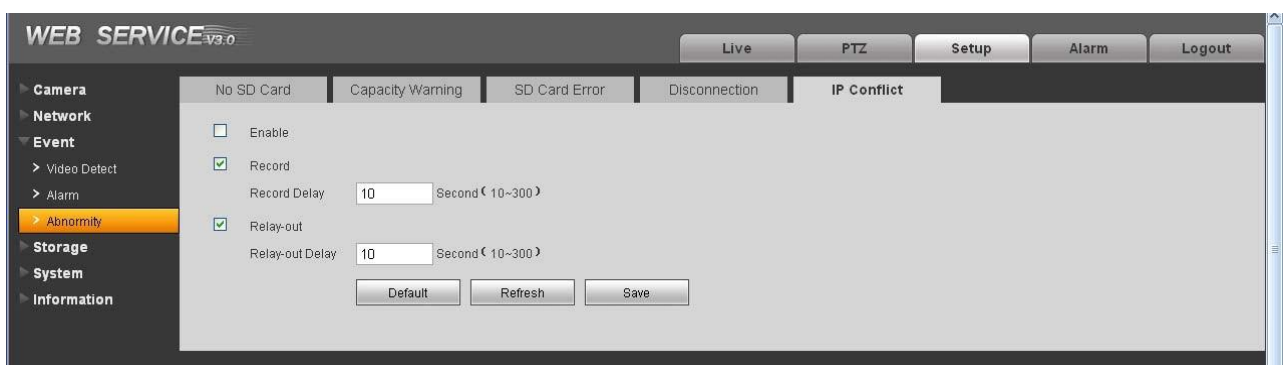 WEB SERVICE V3.0
Live PTZ Setup Alarm Logout
Camera
Network
Event
> Video Detect
> Alarm
> Abnormity
Storage
System
Information
No SD Card Capacity Warning SD Card Error Disconnection IP Conflict
Enable
Record
Record Delay 10 Second ( 10~300 )
Relay-out
Relay-out Delay 10 Second ( 10~300 )
Default Refresh Save